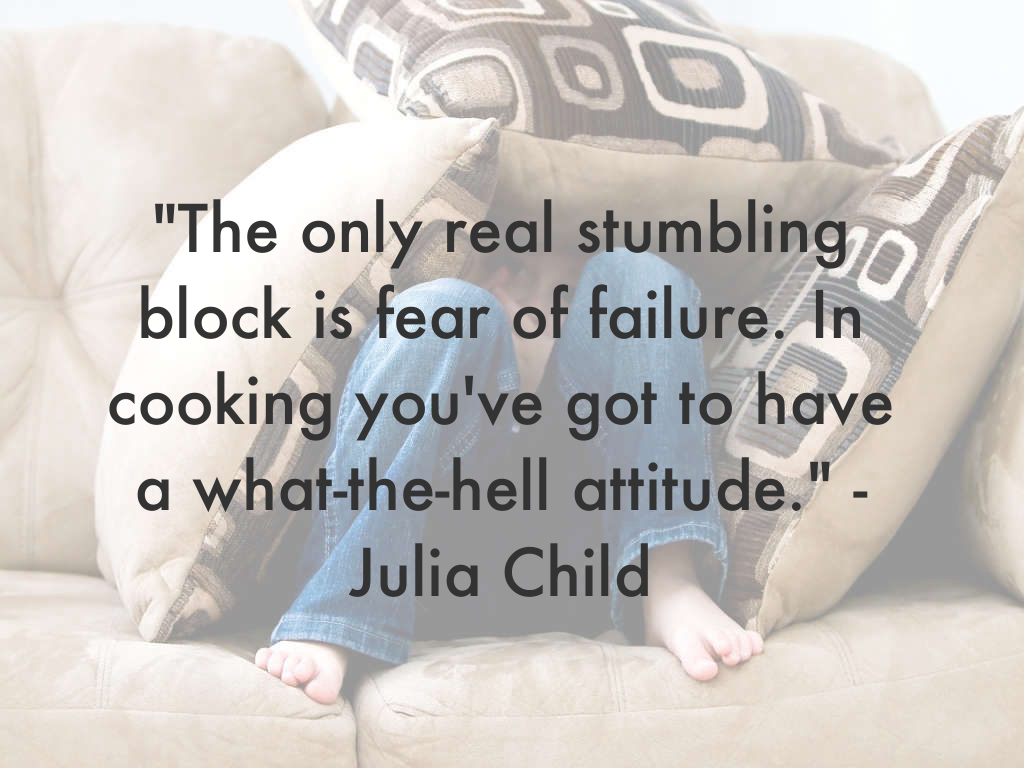 "The only real stumbling
block is fear of failure. In
cooking you've got to have
a what-the-hell attitude." -
Julia Child